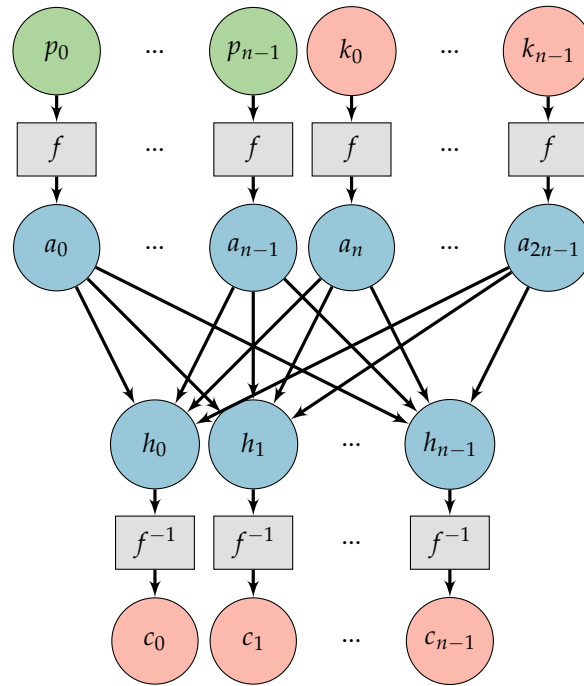 p₀ ... pₙ₋₁ k₀ ... kₙ₋₁
f ... f f ... f
a₀ ... aₙ₋₁ aₙ ... a₂ₙ₋₁
h₀ h₁ ... hₙ₋₁
f⁻¹ f⁻¹ ... f⁻¹
c₀ c₁ ... cₙ₋₁